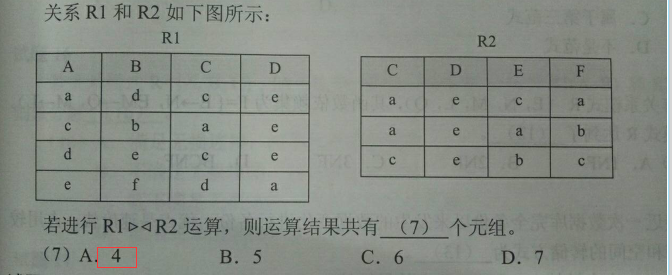 关系 R1 和 R2 如下图所示：
R1
R2
A B C D
C D E F
a d c e
a e c a
c b a e
a e a b
d e c e
c e b c
e f d a
若进行 R1▷◁R2 运算，则运算结果共有 （7） 个元组。
（7）A. 4 B. 5 C. 6 D. 7